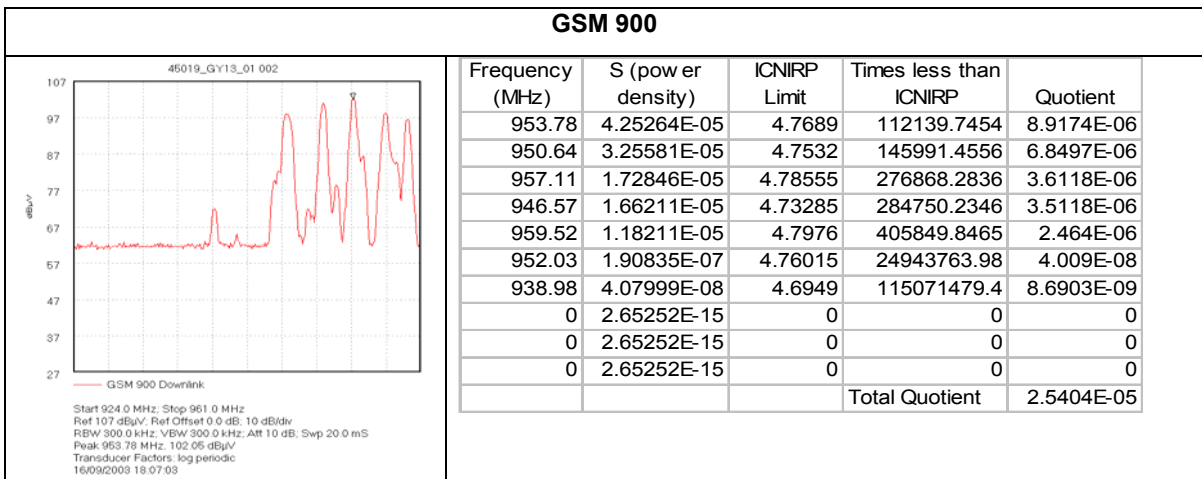 GSM 900
45019_GY13_01 002
107
97
87
77
67
57
47
37
27
dBµV
GSM 900 Downlink
Start 924.0 MHz; Stop 961.0 MHz
Ref 107 dBµV; Ref Offset 0.0 dB; 10 dB/div
RBW 300.0 kHz; VBW 300.0 kHz; Att 10 dB; Swp 20.0 mS
Peak 953.78 MHz, 102.05 dBµV
Transducer Factors: log periodic
16/09/2003 18:07:03
Frequency (MHz) S (power density) ICNIRP Limit Times less than ICNIRP Quotient
953.78 4.25264E-05 4.7689 112139.7454 8.9174E-06
950.64 3.25581E-05 4.7532 145991.4556 6.8497E-06
957.11 1.72846E-05 4.78555 276868.2836 3.6118E-06
946.57 1.66211E-05 4.73285 284750.2346 3.5118E-06
959.52 1.18211E-05 4.7976 405849.8465 2.464E-06
952.03 1.90835E-07 4.76015 24943763.98 4.009E-08
938.98 4.07999E-08 4.6949 115071479.4 8.6903E-09
0 2.65252E-15 0 0 0
0 2.65252E-15 0 0 0
0 2.65252E-15 0 0 0
Total Quotient 2.5404E-05